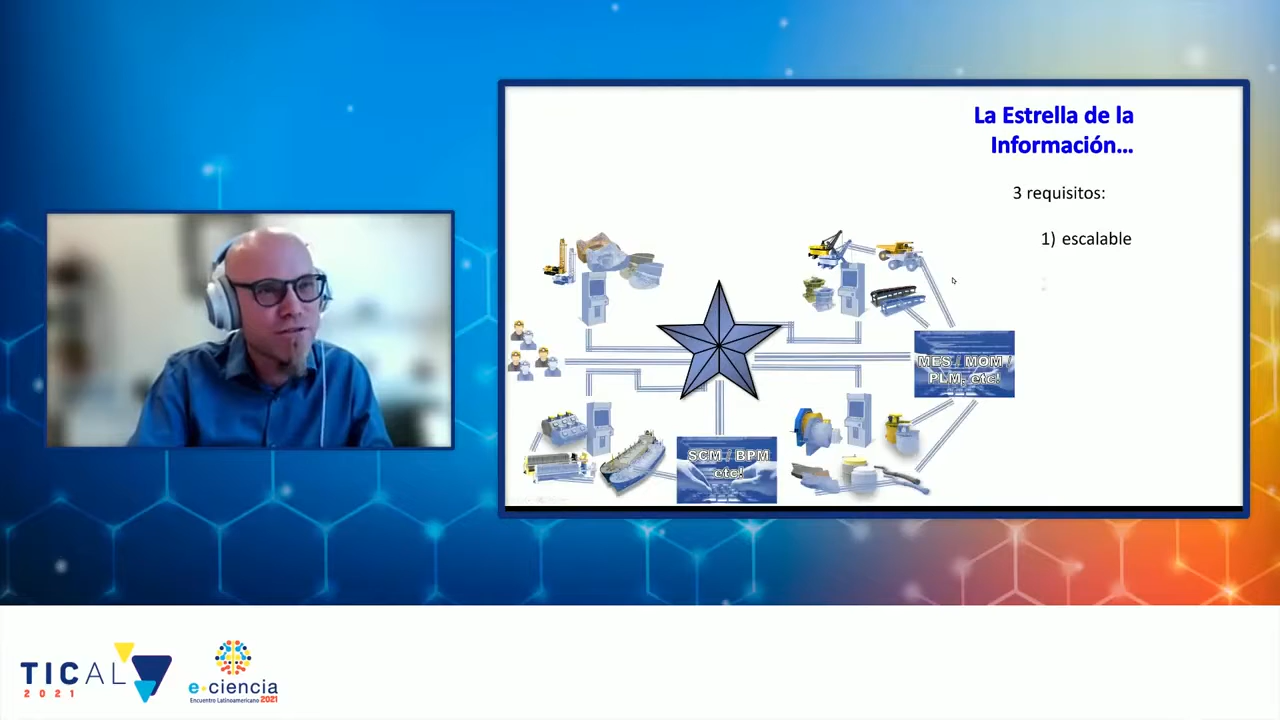 La Estrella de la
Información...
3 requisitos:
1) escalable
MES / MOM /
PLM, etc!
SCM / BPM
etc!
TICAL
2021
e-ciencia
Encuentro Latinoamericano 2021